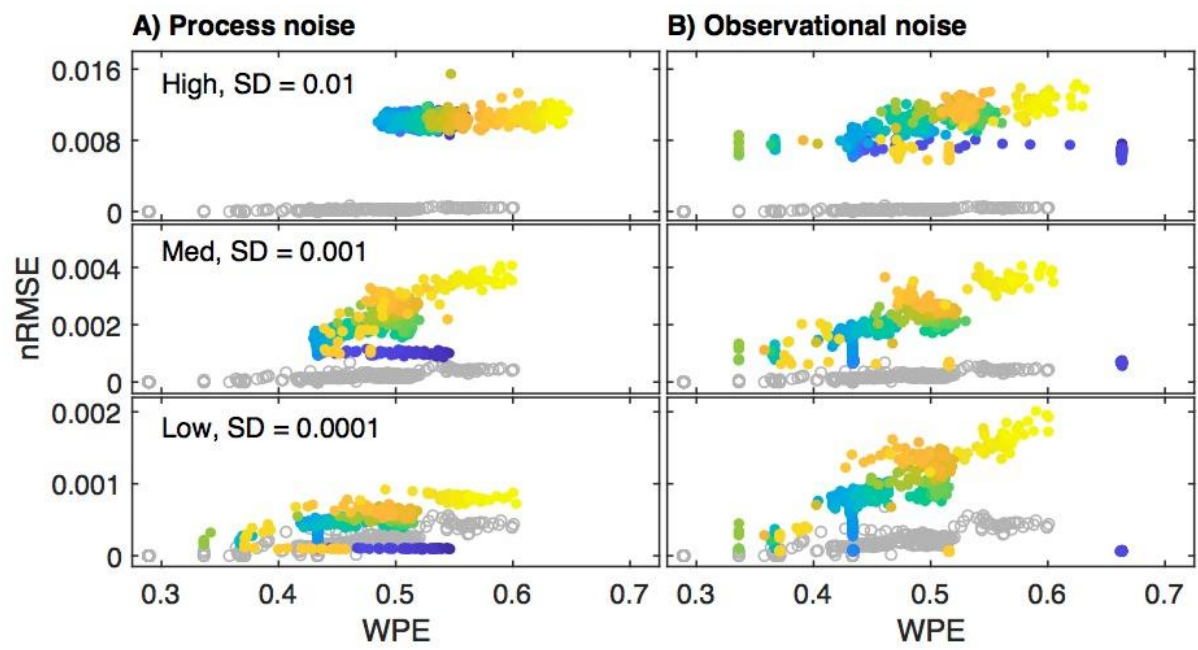 A) Process noise
B) Observational noise
0.016
0.008
0
High, SD = 0.01
nRMSE
0.004
0.002
0
Med, SD = 0.001
0.002
0.001
0
Low, SD = 0.0001
0.3 0.4 0.5 0.6 0.7
0.3 0.4 0.5 0.6 0.7
WPE
WPE